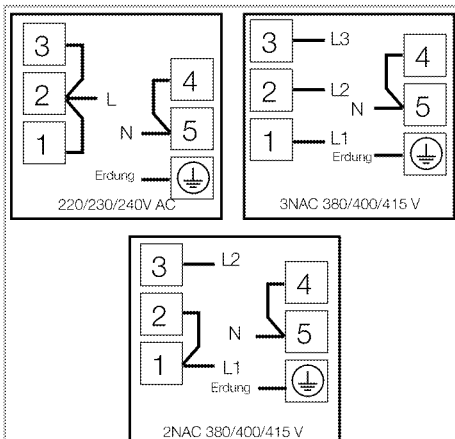 3
2
L
1
4
N
5
Erdung
220/230/240V AC
3
L3
2
L2
1
L1
4
N
5
Erdung
3NAC 380/400/415 V
3
L2
2
1
L1
4
N
5
Erdung
2NAC 380/400/415 V